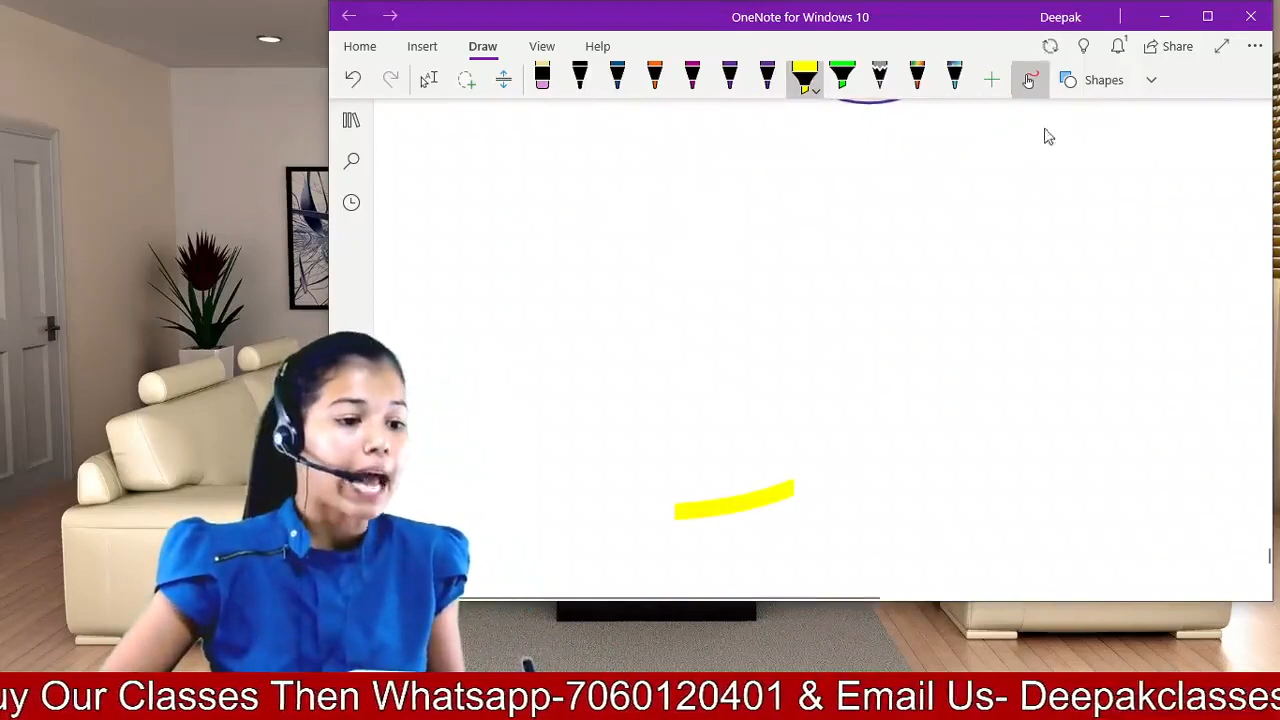 OneNote for Windows 10
Deepak
Home Insert Draw View Help
Share
Shapes
uy Our Classes Then Whatsapp-7060120401 & Email Us- Deepakclasses